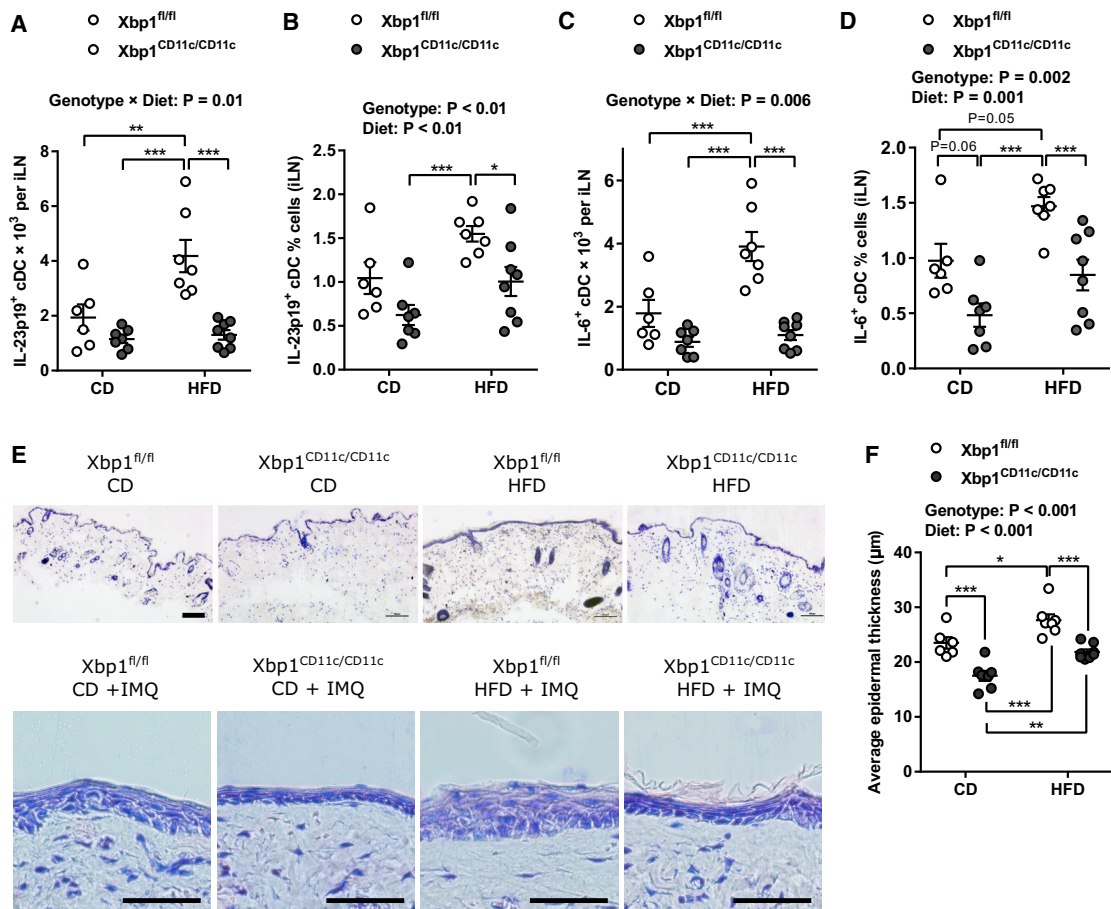 A
Xbp1fl/fl
Xbp1CD11c/CD11c
Genotype × Diet: P = 0.01
**
***
***
IL-23p19+ cDC × 10³ per iLN
8
6
4
2
0
CD
HFD
B
Xbp1fl/fl
Xbp1CD11c/CD11c
Genotype: P < 0.01
Diet: P < 0.01
***
*
IL-23p19+ cDC % cells (iLN)
2.5
2.0
1.5
1.0
0.5
0.0
CD
HFD
C
Xbp1fl/fl
Xbp1CD11c/CD11c
Genotype × Diet: P = 0.006
***
***
***
IL-6+ cDC × 10³ per iLN
6
4
2
0
CD
HFD
D
Xbp1fl/fl
Xbp1CD11c/CD11c
Genotype: P = 0.002
Diet: P = 0.001
P=0.05
P=0.06
***
***
IL-6+ cDC % cells (iLN)
2.0
1.5
1.0
0.5
0.0
CD
HFD
E
Xbp1fl/fl
CD
Xbp1CD11c/CD11c
CD
Xbp1fl/fl
HFD
Xbp1CD11c/CD11c
HFD
Xbp1fl/fl
CD +IMQ
Xbp1CD11c/CD11c
CD + IMQ
Xbp1fl/fl
HFD + IMQ
Xbp1CD11c/CD11c
HFD + IMQ
F
Xbp1fl/fl
Xbp1CD11c/CD11c
Genotype: P < 0.001
Diet: P < 0.001
*
***
***
***
**
Average epidermal thickness (µm)
40
30
20
10
0
CD
HFD